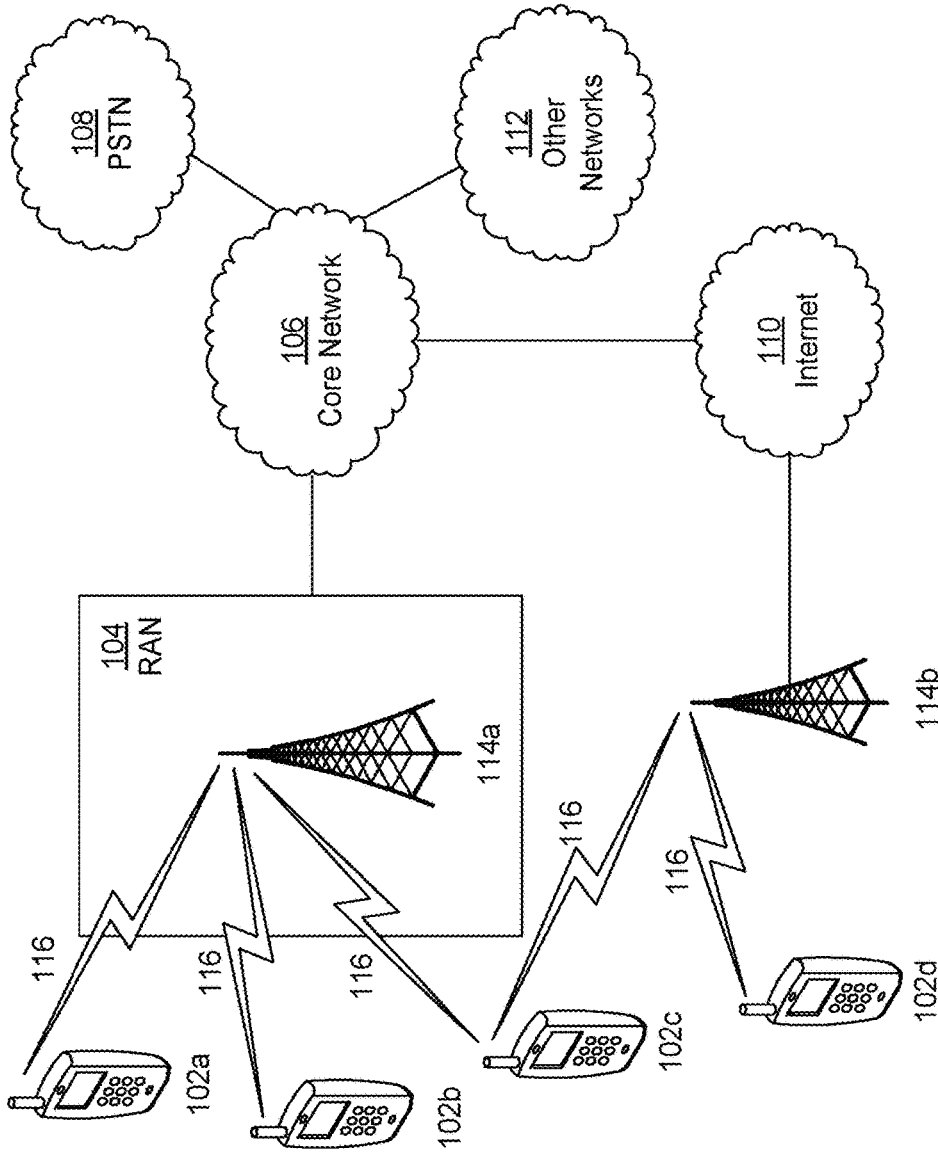 108
PSTN
106
Core Network
112
Other
Networks
110
Internet
104
RAN
114a
114b
116
116
116
116
116
102a
102b
102c
102d